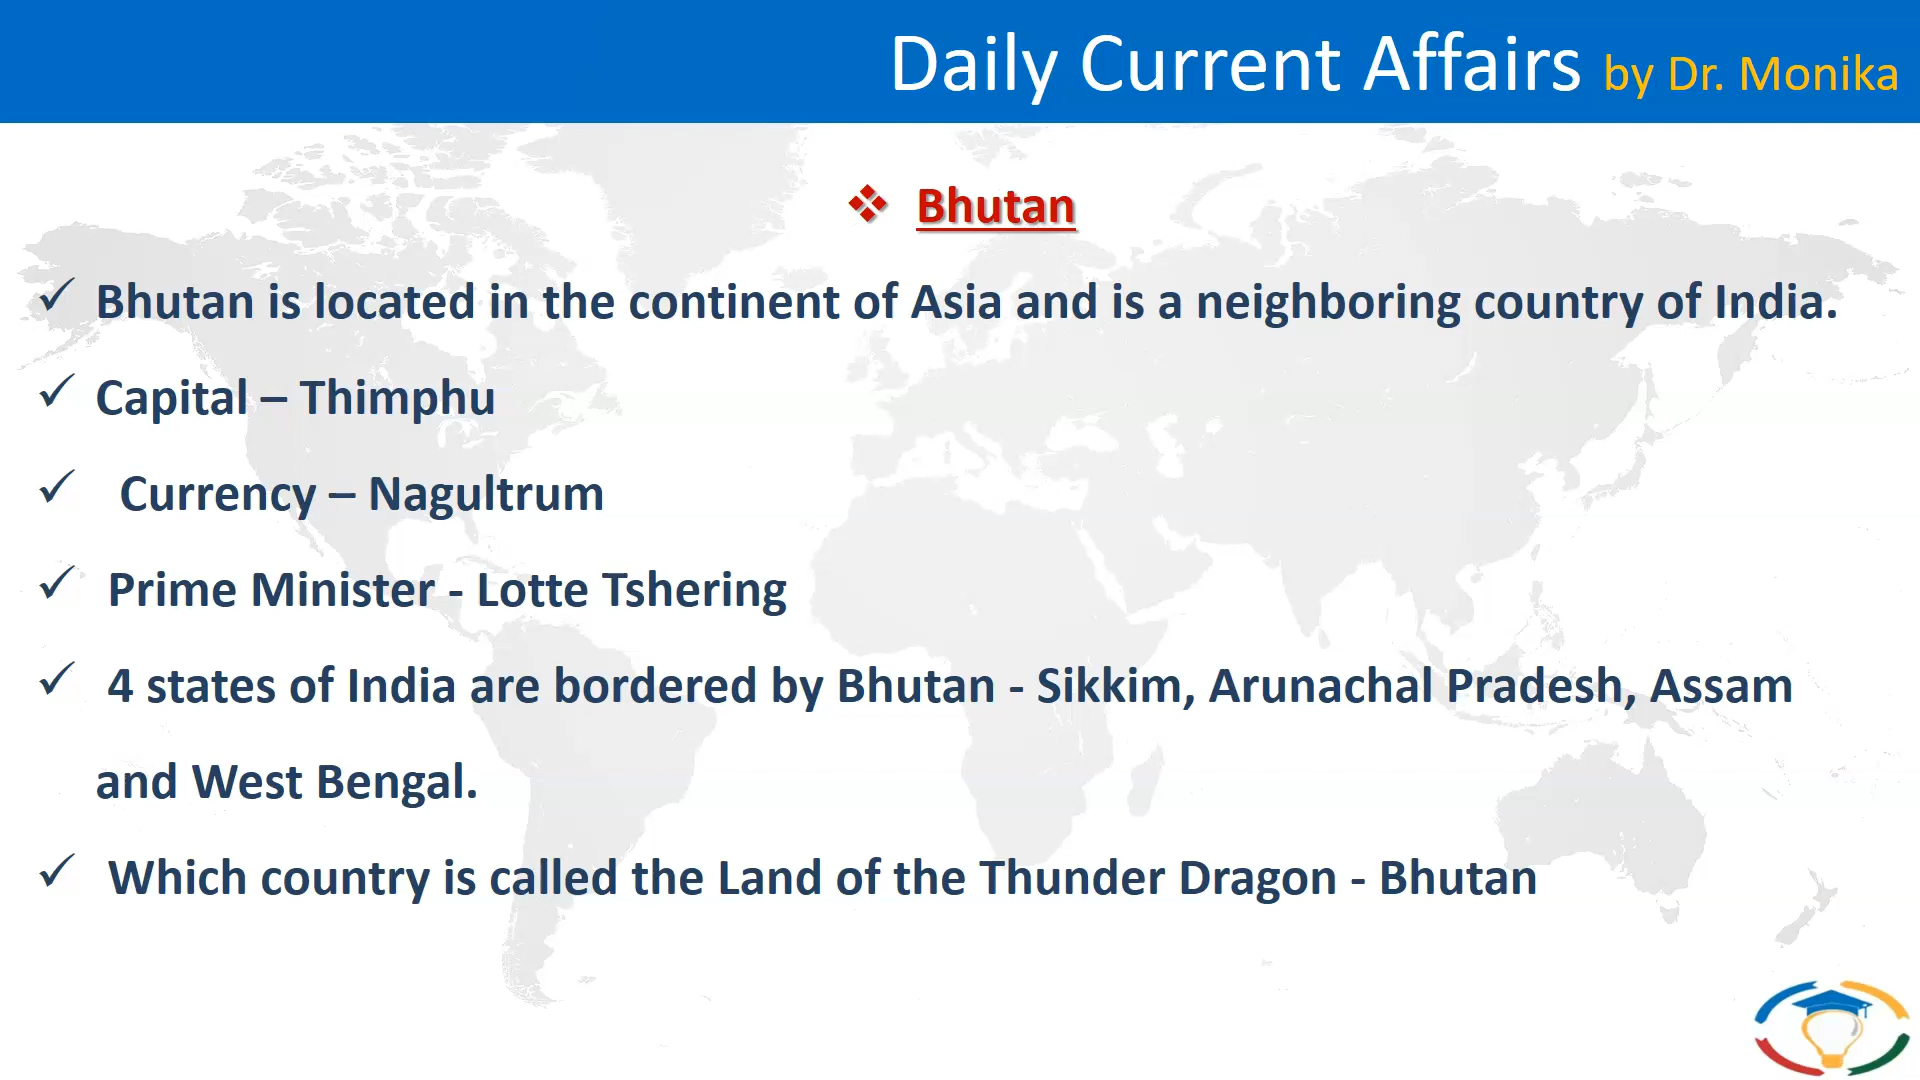 Daily Current Affairs by Dr. Monika
❖ Bhutan
✓ Bhutan is located in the continent of Asia and is a neighboring country of India.
✓ Capital – Thimphu
✓ Currency – Nagultrum
✓ Prime Minister - Lotte Tshering
✓ 4 states of India are bordered by Bhutan - Sikkim, Arunachal Pradesh, Assam
and West Bengal.
✓ Which country is called the Land of the Thunder Dragon - Bhutan